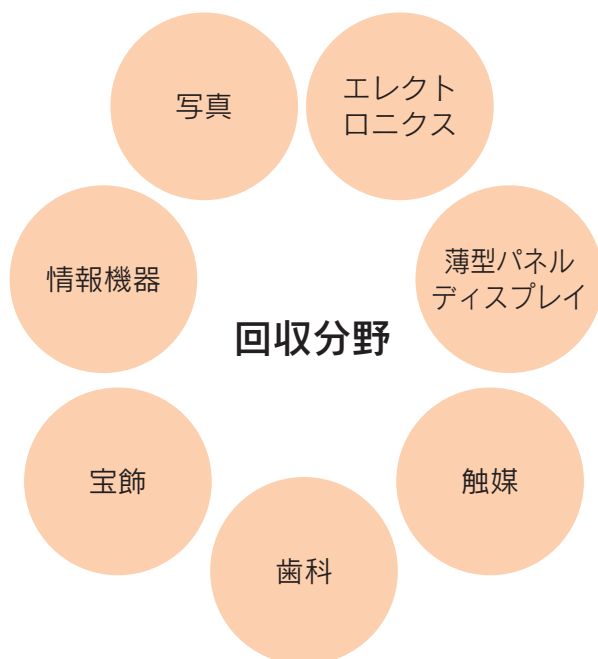 写真
エレクト
ロニクス
情報機器
薄型パネル
ディスプレイ
回収分野
宝飾
触媒
歯科